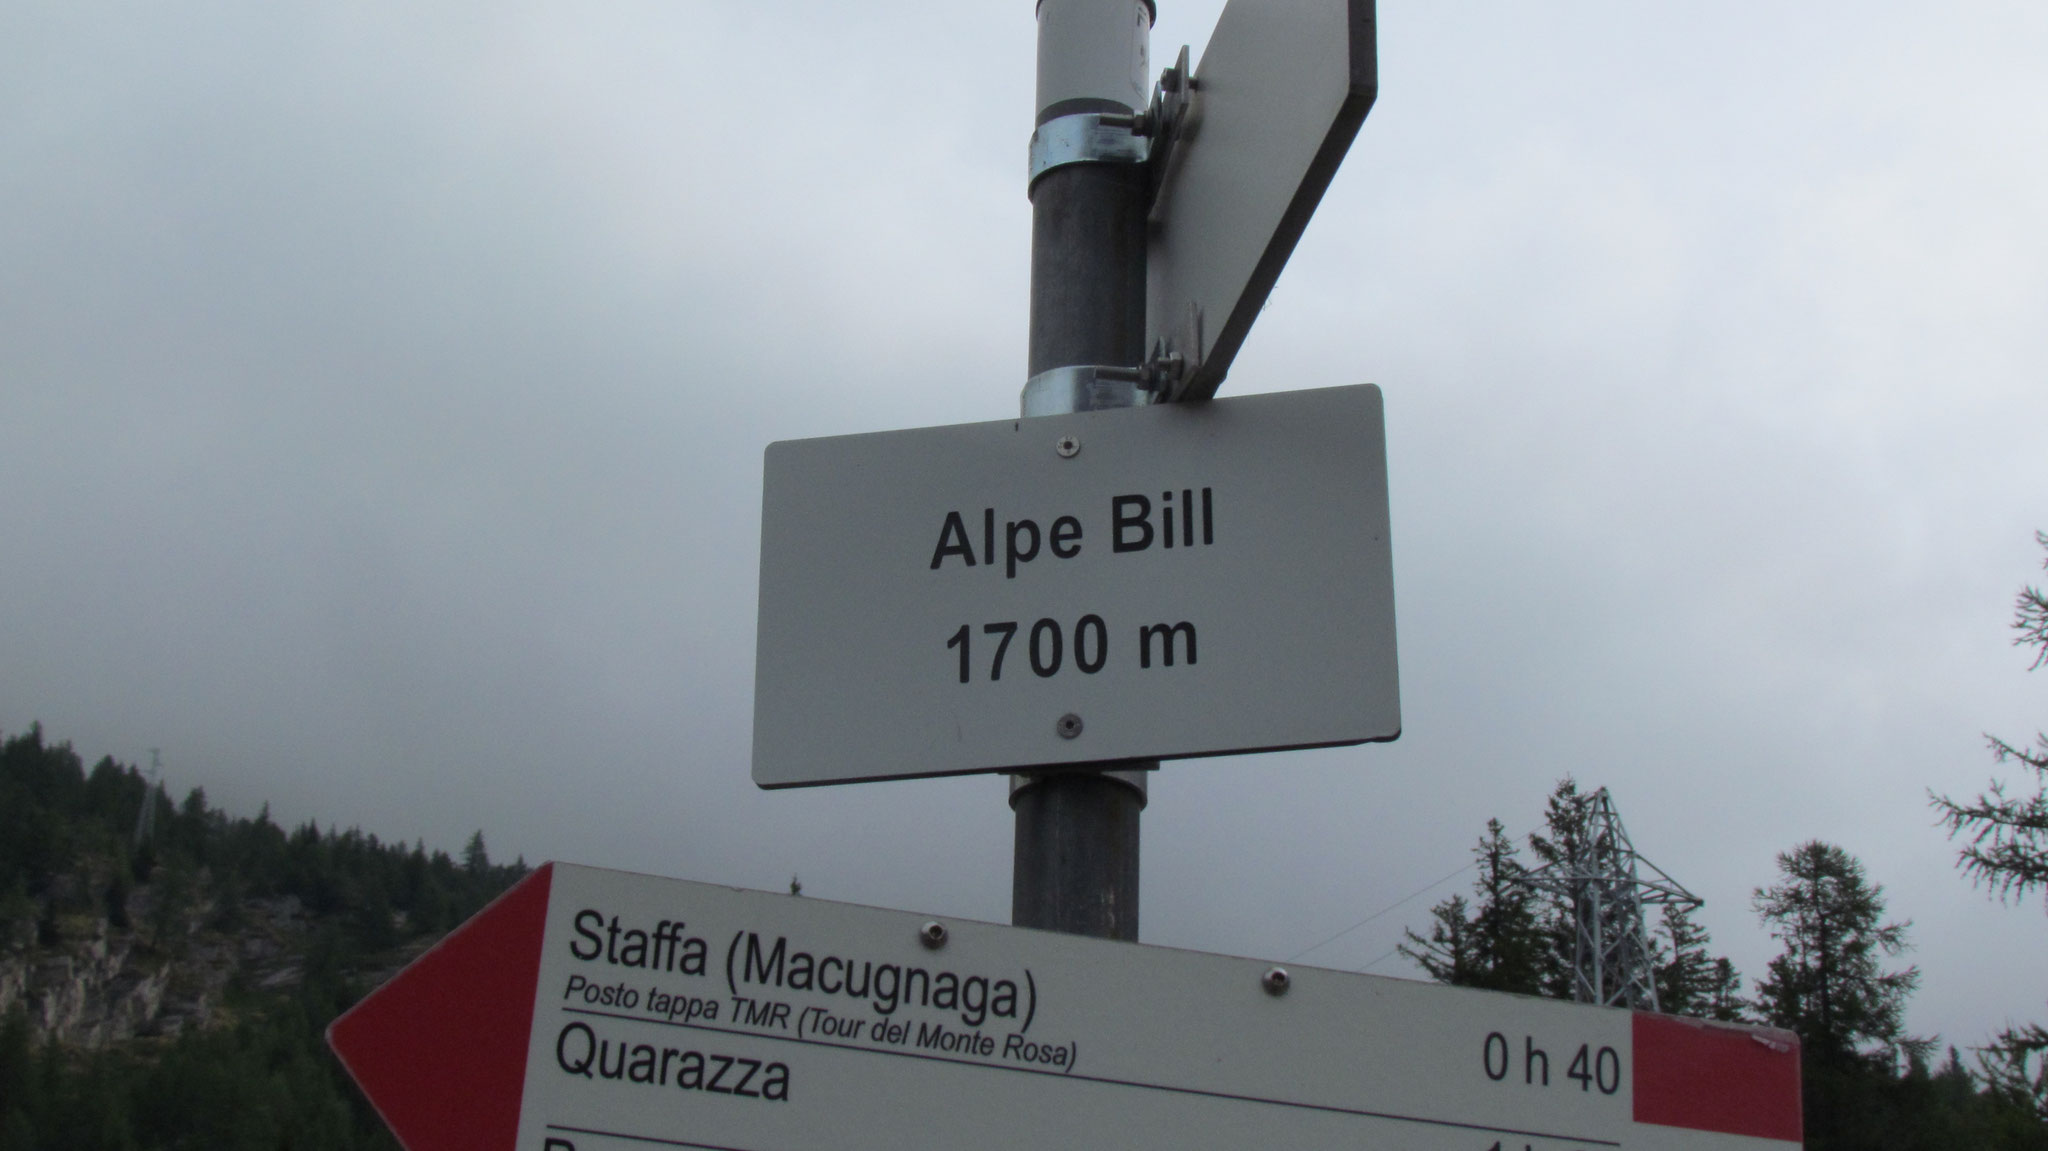 Alpe Bill
1700 m
Staffa (Macugnaga)
Posto tappa TMR (Tour del Monte Rosa)
0 h 40
Quarazza